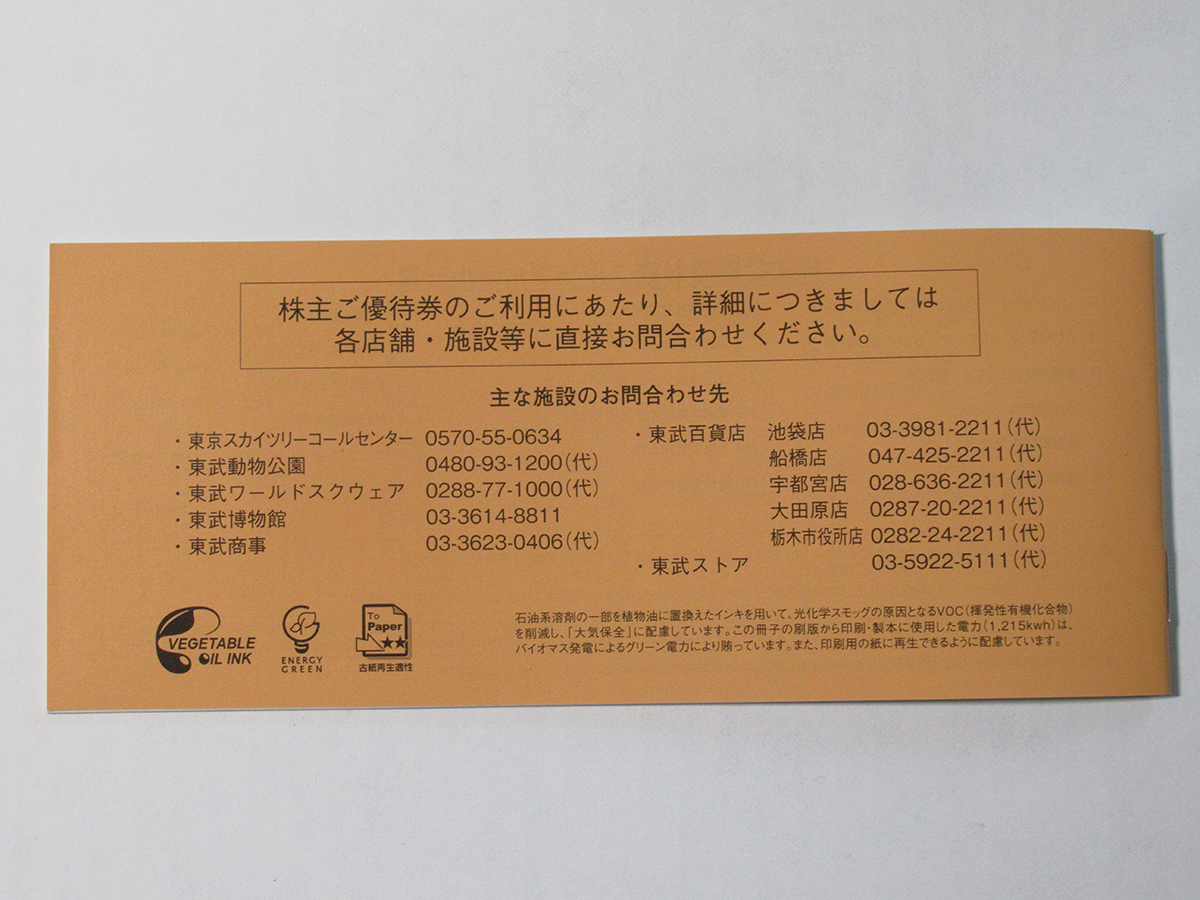 株主ご優待券のご利用にあたり、詳細につきましては
各店舗・施設等に直接お問合わせください。
主な施設のお問合わせ先
・東京スカイツリーコールセンター 0570-55-0634
・東武動物公園 0480-93-1200(代)
・東武ワールドスクウェア 0288-77-1000(代)
・東武博物館 03-3614-8811
・東武商事 03-3623-0406(代)
・東武百貨店 池袋店 03-3981-2211(代)
船橋店 047-425-2211(代)
宇都宮店 028-636-2211(代)
大田原店 0287-20-2211(代)
栃木市役所店 0282-24-2211(代)
・東武ストア 03-5922-5111(代)
VEGETABLE
OIL INK
ENERGY
GREEN
To
Paper
古紙再生適性
石油系溶剤の一部を植物油に置換えたインキを用いて、光化学スモッグの原因となるVOC(揮発性有機化合物)
を削減し、「大気保全」に配慮しています。この冊子の刷版から印刷・製本に使用した電力(1,215kwh)は、
バイオマス発電によるグリーン電力により賄っています。また、印刷用の紙に再生できるように配慮しています。